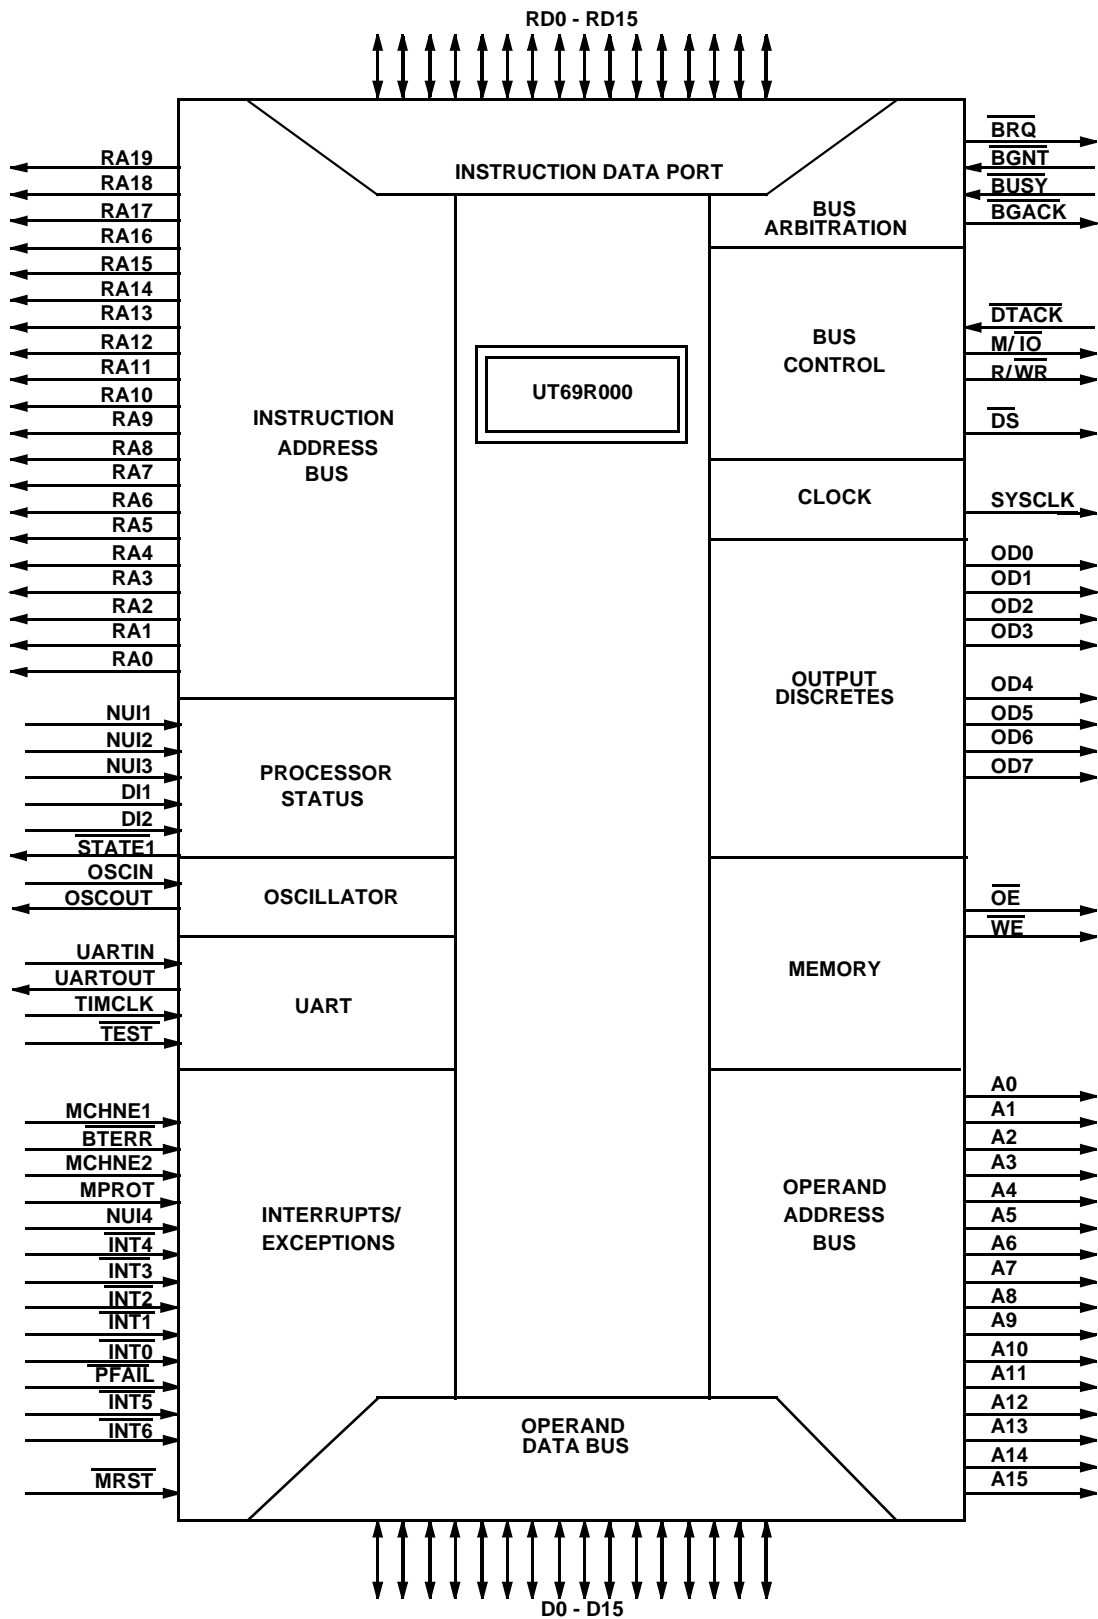 RD0 - RD15
INSTRUCTION DATA PORT
RA19
RA18
RA17
RA16
RA15
RA14
RA13
RA12
RA11
RA10
RA9
RA8
RA7
RA6
RA5
RA4
RA3
RA2
RA1
RA0
INSTRUCTION
ADDRESS
BUS
NUI1
NUI2
NUI3
DI1
DI2
STATE1
PROCESSOR
STATUS
OSCIN
OSCOUT
OSCILLATOR
UARTIN
UARTOUT
TIMCLK
TEST
UART
MCHNE1
BTERR
MCHNE2
MPROT
NUI4
INT4
INT3
INT2
INT1
INT0
PFAIL
INT5
INT6
MRST
INTERRUPTS/
EXCEPTIONS
UT69R000
BUS
ARBITRATION
BRQ
BGNT
BUSY
BGACK
BUS
CONTROL
DTACK
M/IO
R/WR
DS
CLOCK
SYSCLK
OUTPUT
DISCRETES
OD0
OD1
OD2
OD3
OD4
OD5
OD6
OD7
MEMORY
OE
WE
OPERAND
ADDRESS
BUS
A0
A1
A2
A3
A4
A5
A6
A7
A8
A9
A10
A11
A12
A13
A14
A15
OPERAND
DATA BUS
D0 - D15